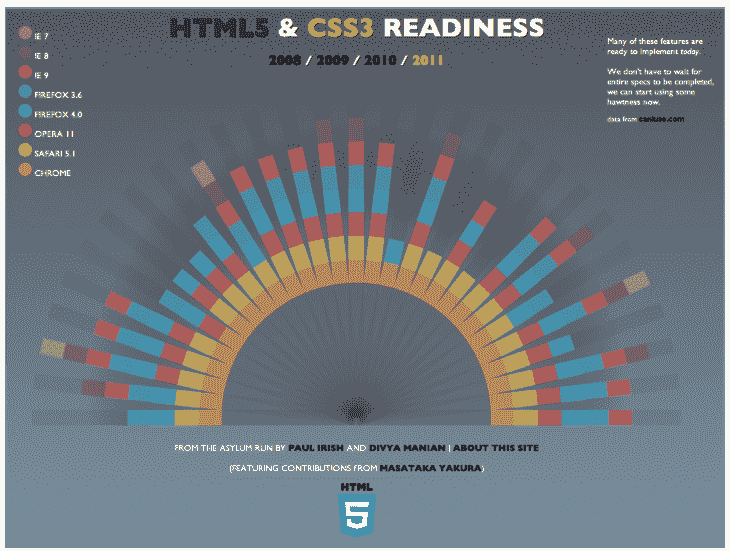 HTML5 & CSS3 READINESS
2008 / 2009 / 2010 / 2011
IE 7
IE 8
IE 9
FIREFOX 3.6
FIREFOX 4.0
OPERA 11
SAFARI 5.1
CHROME
Many of these features are
ready to implement today.
We don't have to wait for
entire specs to be completed,
we can start using some
hawtness now.
data from caniuse.com
FROM THE ASYLUM RUN BY PAUL IRISH AND DIVYA MANIAN | ABOUT THIS SITE
(FEATURING CONTRIBUTIONS FROM MASATAKA YAKURA)
HTML
5